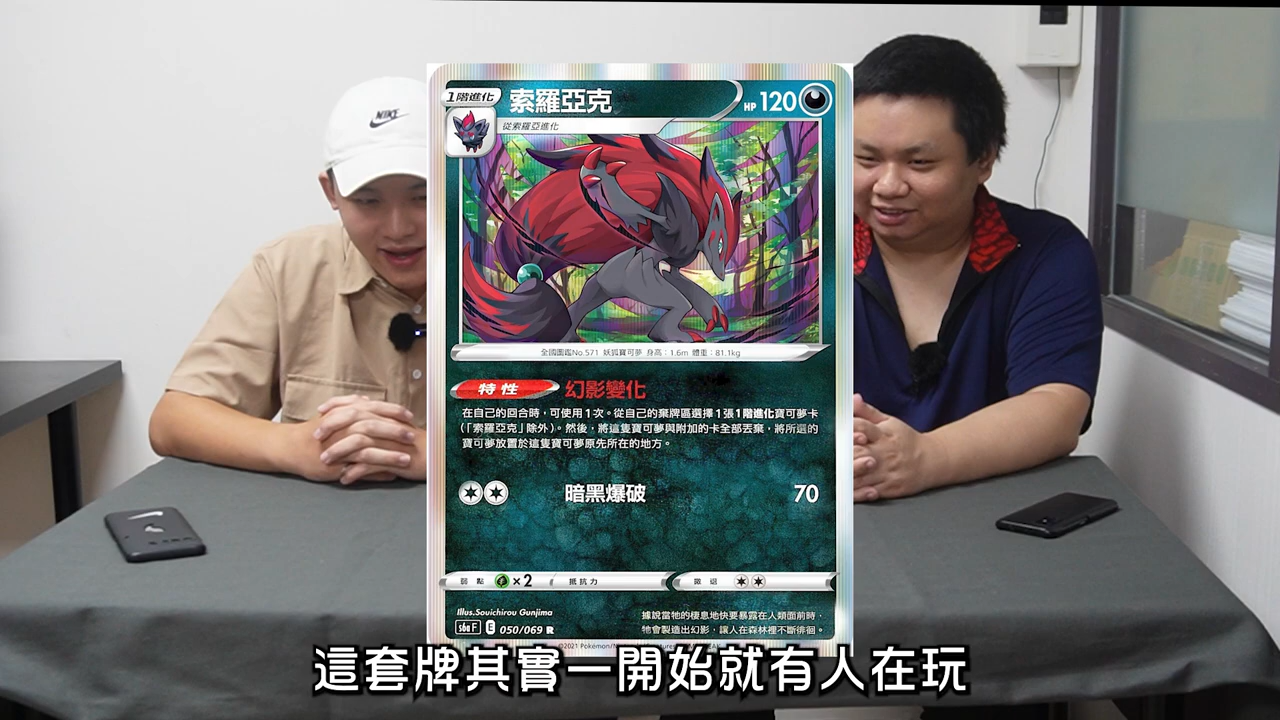 NIKE
1階進化 索羅亞克 HP 120
從索羅亞進化
全國圖鑑No.571 妖狐寶可夢 身高：1.6m 體重：81.1kg
特性 幻影變化
在自己的回合時，可使用1次。從自己的棄牌區選擇1張1階進化寶可夢卡
（「索羅亞克」除外）。然後，將這隻寶可夢與附加的卡全部丟棄，將所選的
寶可夢放置於這隻寶可夢原先所在的地方。
暗黑爆破 70
弱點 ×2 抵抗力 撤退
Illus.Souichirou Gunjima
s6a F E 050/069 R
據說當牠的棲息地快要暴露在人類面前時，
牠會製造出幻影，讓人在森林裡不斷徘徊。
©2021 Pokémon/N
這套牌其實一開始就有人在玩